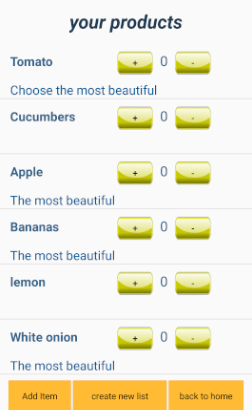 your products
Tomato + 0 -
Choose the most beautiful
Cucumbers + 0 -
Apple + 0 -
The most beautiful
Bananas + 0 -
The most beautiful
lemon + 0 -
White onion + 0 -
The most beautiful
Add Item create new list back to home